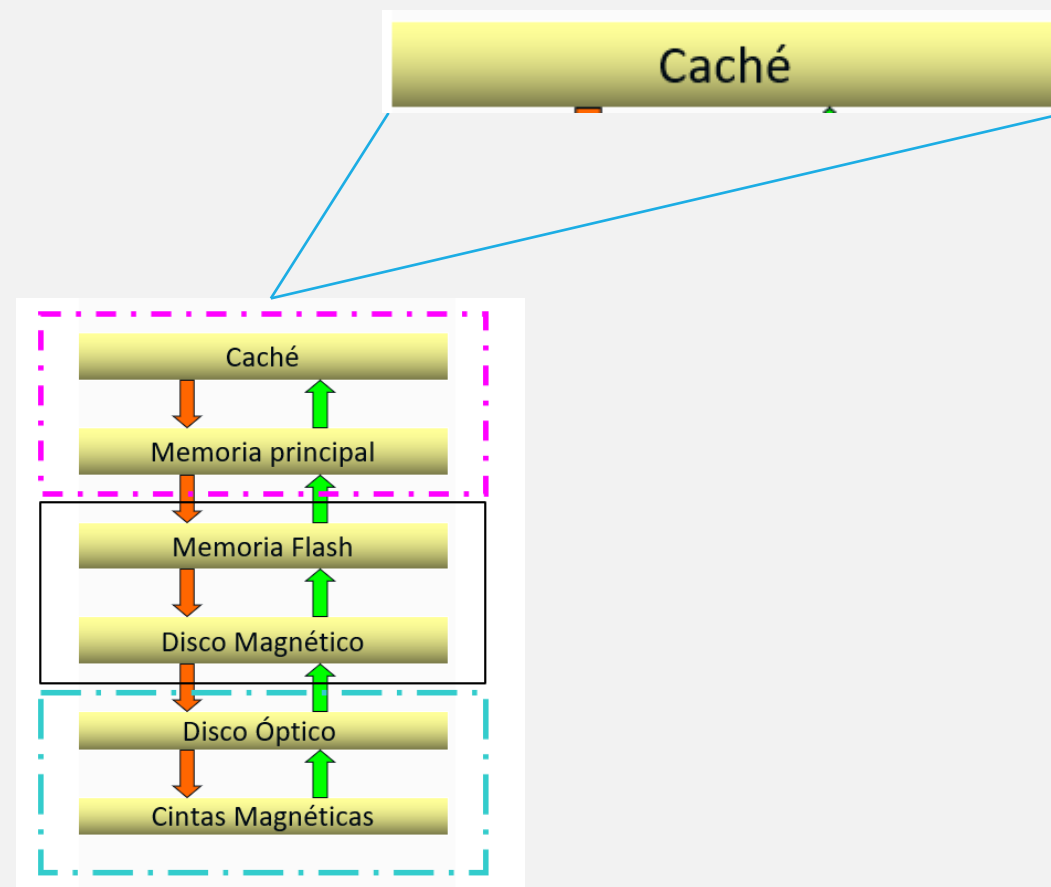 Caché
Caché
Memoria principal
Memoria Flash
Disco Magnético
Disco Óptico
Cintas Magnéticas